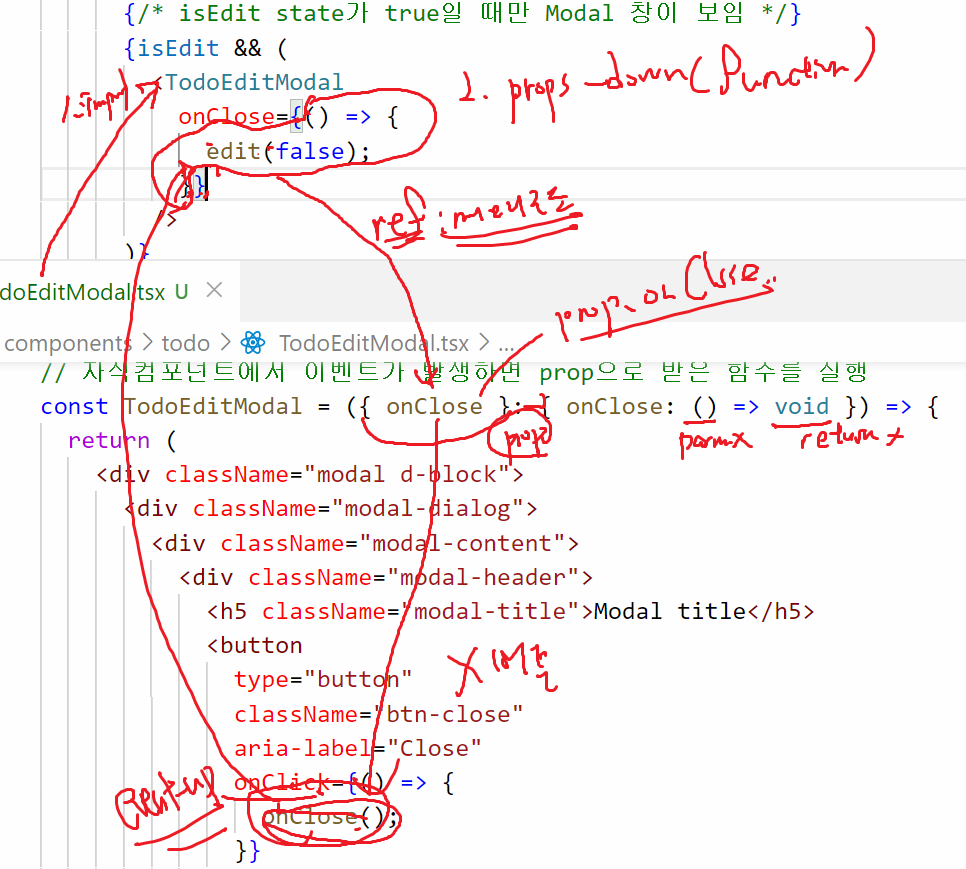 {/* isEdit state가 true일 때만 Modal 창이 보임 */}
{isEdit && (
<TodoEditModal
1. import
2. props-down(function)
onClose={() => {
edit(false);
}}
/>
ref:
)}
doEditModal.tsx U ×
prop.onClose
components > todo > TodoEditModal.tsx > ...
// 자식컴포넌트에서 이벤트가 발생하면 prop으로 받은 함수를 실행
const TodoEditModal = ({ onClose }: { onClose: () => void }) => {
prop
param x
return x
return (
<div className="modal d-block">
<div className="modal-dialog">
<div className="modal-content">
<div className="modal-header">
<h5 className="modal-title">Modal title</h5>
<button
X 버튼
type="button"
className="btn-close"
aria-label="Close"
onClick={() => {
event-up
onClose();
}}